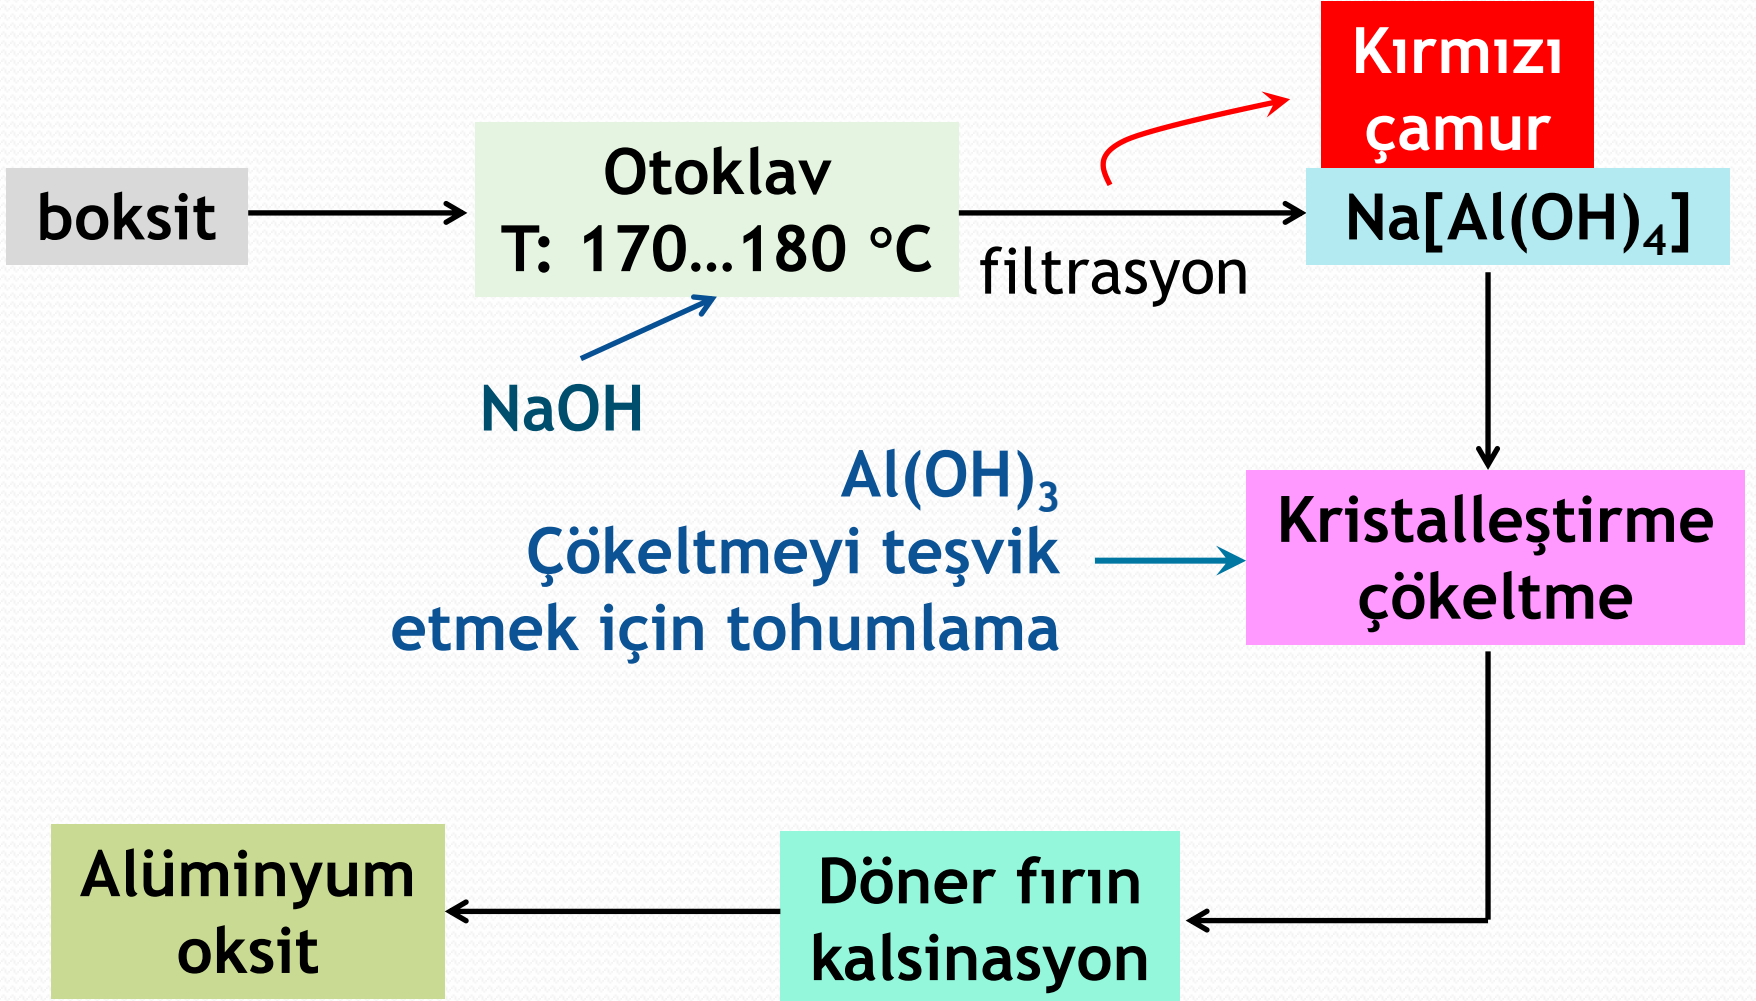 Kırmızı
çamur
boksit
Otoklav
T: 170…180 °C
Na[Al(OH)₄]
filtrasyon
NaOH
Al(OH)₃
Çökeltmeyi teşvik
etmek için tohumlama
Kristalleştirme
çökeltme
Alüminyum
oksit
Döner fırın
kalsinasyon